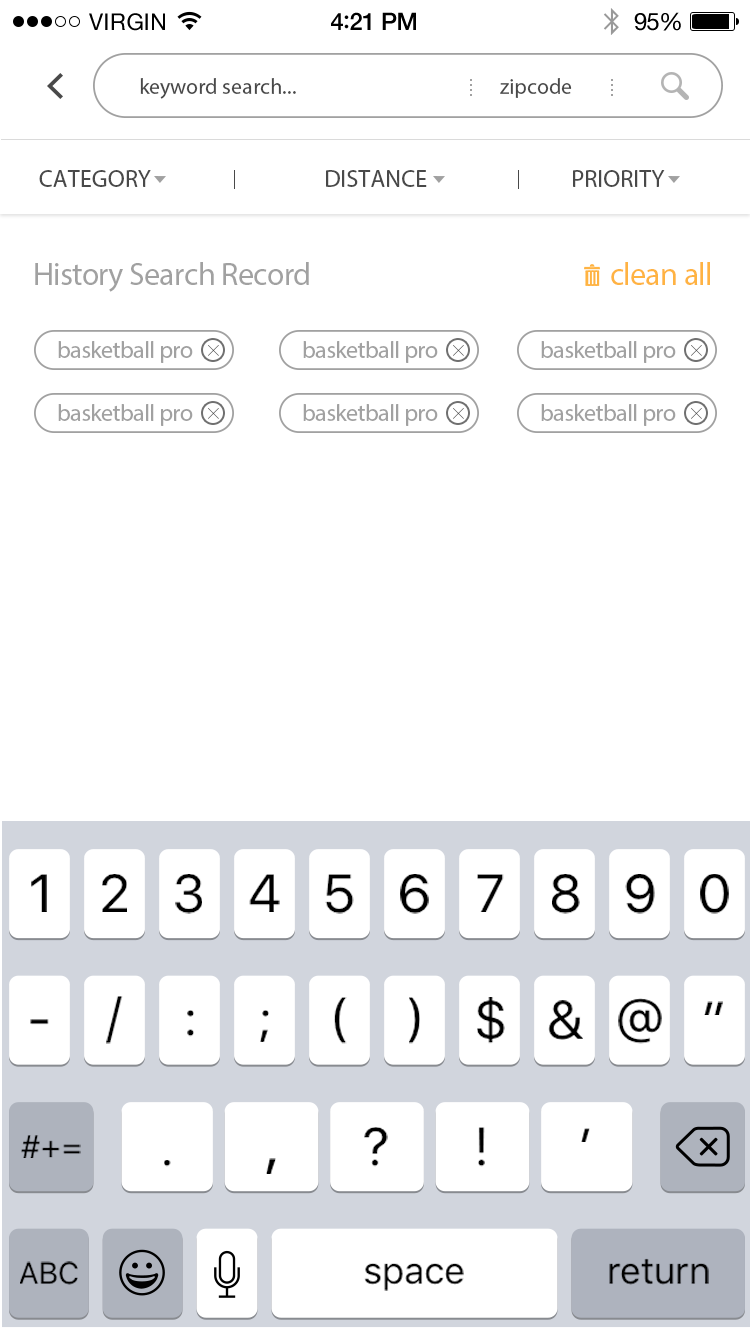 VIRGIN 4:21 PM 95%
keyword search... zipcode
CATEGORY | DISTANCE | PRIORITY
History Search Record clean all
basketball pro basketball pro basketball pro
basketball pro basketball pro basketball pro
1 2 3 4 5 6 7 8 9 0
- / : ; ( ) $ & @ "
#+= . , ? ! '
ABC space return